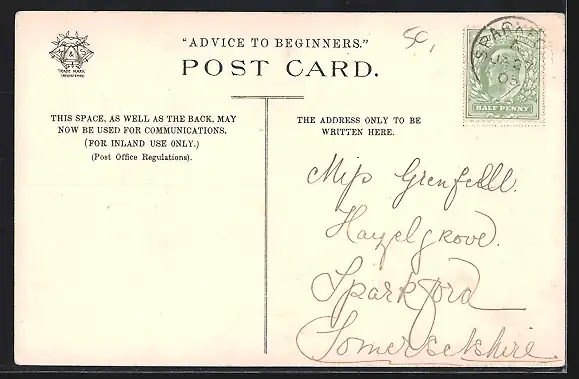 "ADVICE TO BEGINNERS."
POST CARD.
TRADE MARK
THIS SPACE, AS WELL AS THE BACK, MAY
NOW BE USED FOR COMMUNICATIONS.
(FOR INLAND USE ONLY.)
(Post Office Regulations).
THE ADDRESS ONLY TO BE
WRITTEN HERE.
HALF PENNY
Miss Grenfell.
Hazelgrove.
Sparkford
Somersetshire